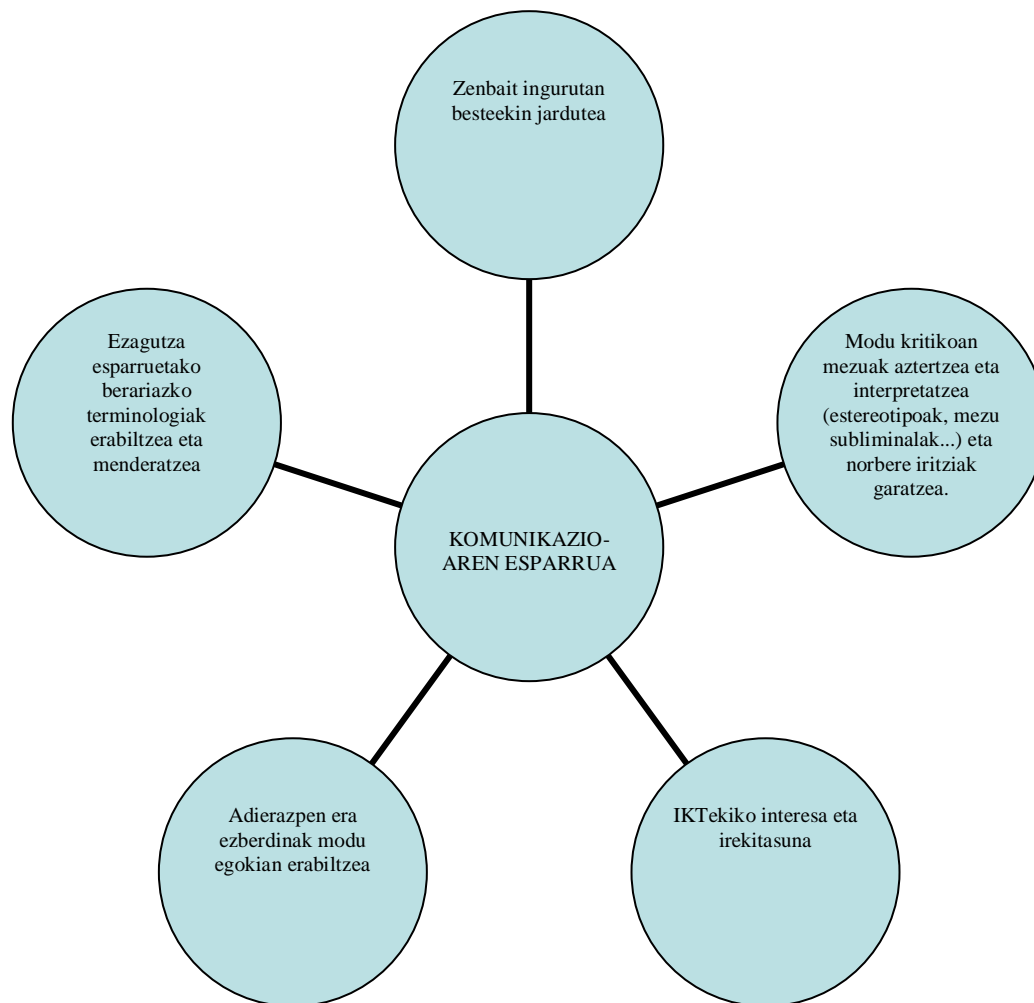 Zenbait ingurutan
besteekin jardutea
Ezagutza
esparruetako
berariazko
terminologiak
erabiltzea eta
menderatzea
Modu kritikoan
mezuak aztertzea eta
interpretatzea
(estereotipoak, mezu
subliminalak...) eta
norbere iritziak
garatzea.
KOMUNIKAZIO-
AREN ESPARRUA
Adierazpen era
ezberdinak modu
egokian erabiltzea
IKTekiko interesa eta
irekitasuna